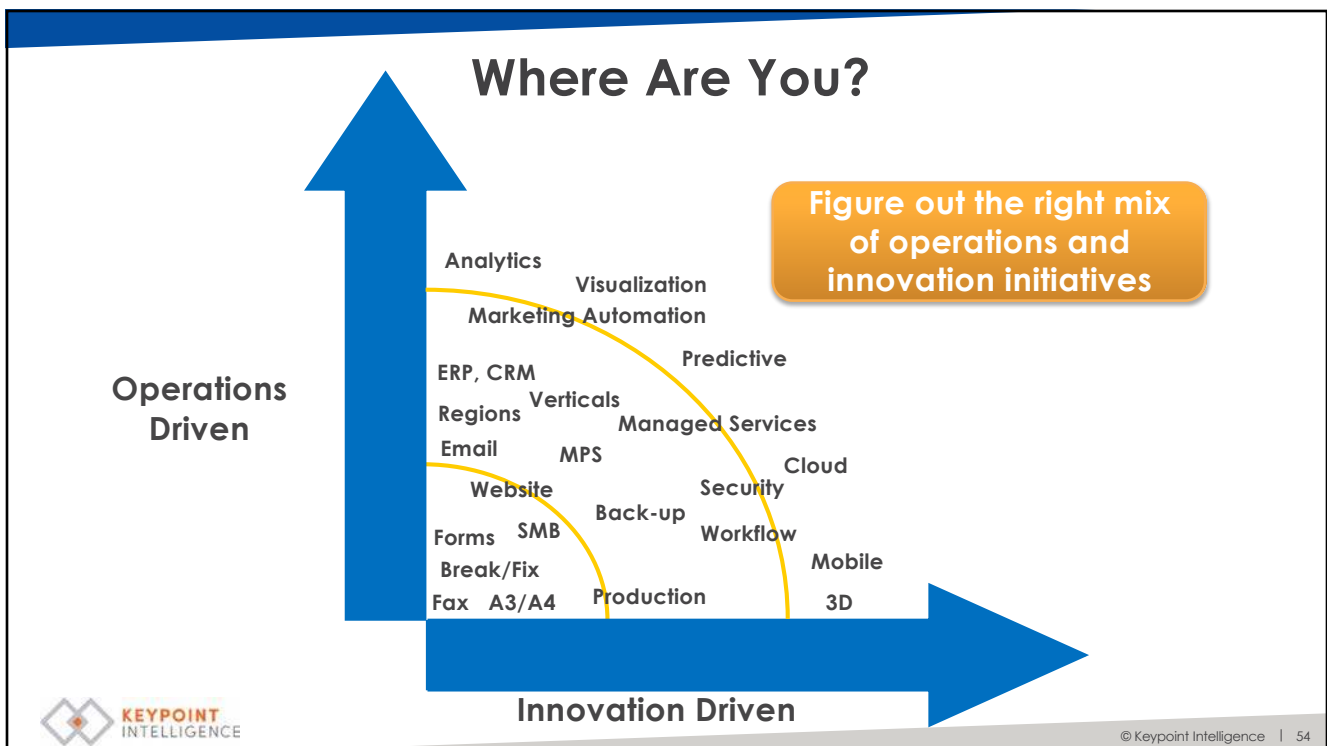 Where Are You?
Figure out the right mix
of operations and
innovation initiatives
Analytics
Visualization
Marketing Automation
Predictive
ERP, CRM
Operations
Driven
Verticals
Regions
Managed Services
Email
MPS
Cloud
Website
Security
Back-up
Forms
SMB
Workflow
Break/Fix
Mobile
Fax
A3/A4
Production
3D
Innovation Driven
KEYPOINT
INTELLIGENCE
© Keypoint Intelligence | 54